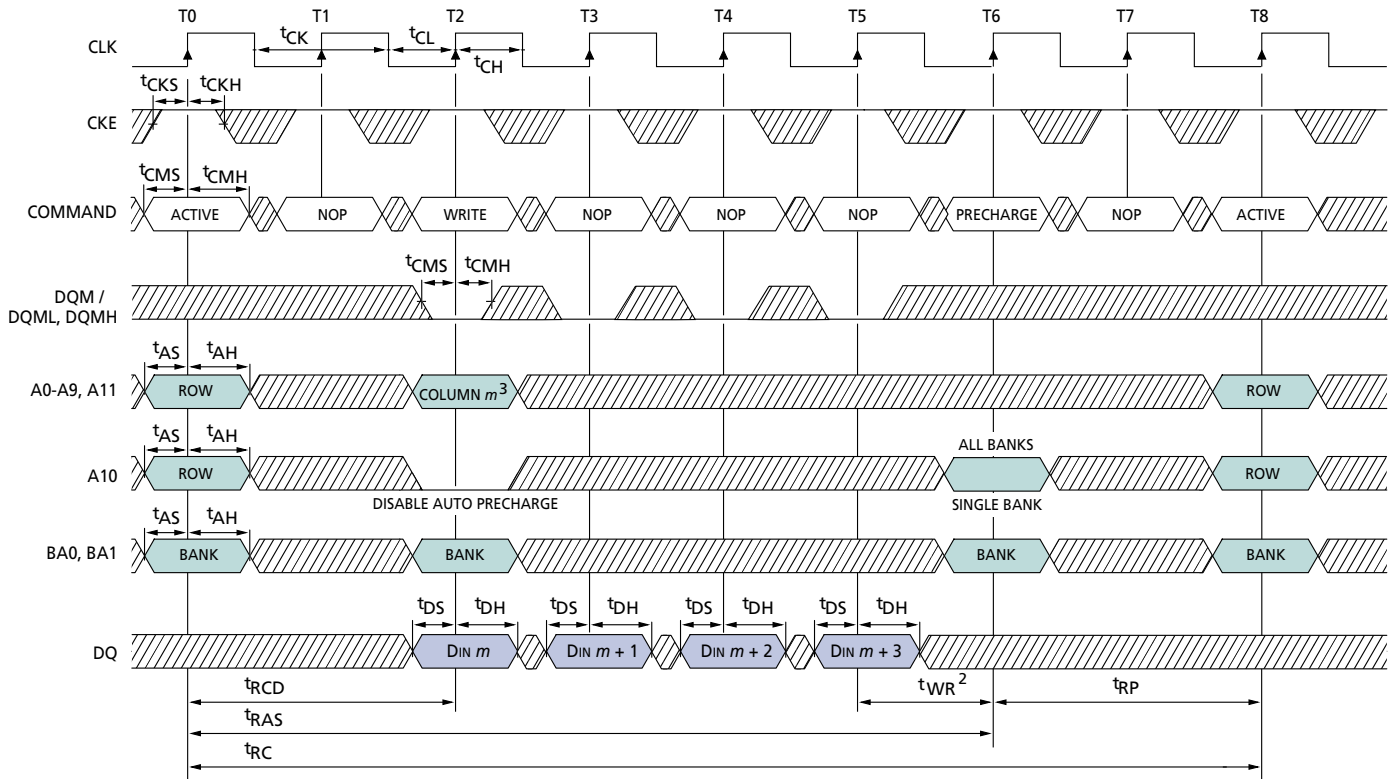 T0 T1 T2 T3 T4 T5 T6 T7 T8
CLK tCK tCL tCH
tCKS tCKH
CKE
tCMS tCMH
COMMAND ACTIVE NOP WRITE NOP NOP NOP PRECHARGE NOP ACTIVE
tCMS tCMH
DQM /
DQML, DQMH
tAS tAH
A0-A9, A11 ROW COLUMN m3 ROW
tAS tAH
ALL BANKS
A10 ROW ROW
DISABLE AUTO PRECHARGE SINGLE BANK
tAS tAH
BA0, BA1 BANK BANK BANK BANK
tDS tDH tDS tDH tDS tDH tDS tDH
DQ DIN m DIN m + 1 DIN m + 2 DIN m + 3
tRCD tWR2 tRP
tRAS
tRC